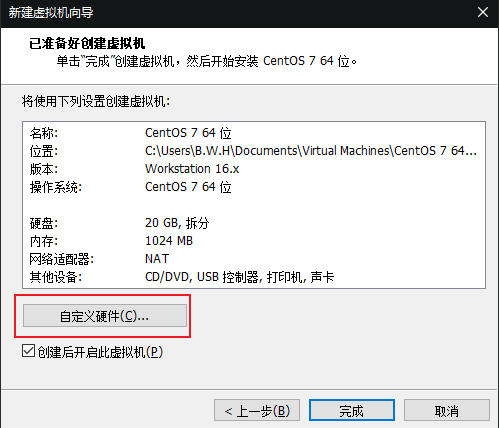 新建虚拟机向导
已准备好创建虚拟机
单击“完成”创建虚拟机，然后开始安装 CentOS 7 64 位。
将使用下列设置创建虚拟机:
名称: CentOS 7 64 位
位置: C:\Users\B.W.H\Documents\Virtual Machines\CentOS 7 64...
版本: Workstation 16.x
操作系统: CentOS 7 64 位
硬盘: 20 GB, 拆分
内存: 1024 MB
网络适配器: NAT
其他设备: CD/DVD, USB 控制器, 打印机, 声卡
自定义硬件(C)...
创建后开启此虚拟机(P)
< 上一步(B) 完成 取消